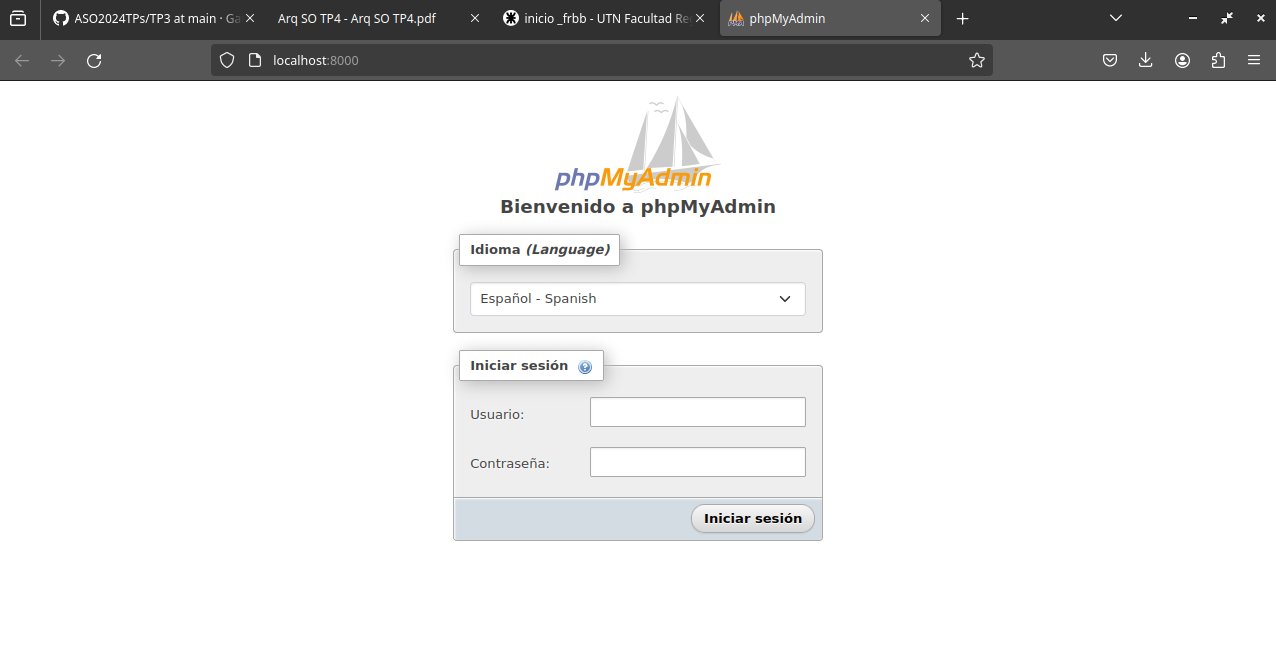 ASO2024TPs/TP3 at main · Ga
Arq SO TP4 - Arq SO TP4.pdf
inicio _frbb - UTN Facultad Re
phpMyAdmin
localhost:8000
phpMyAdmin
Bienvenido a phpMyAdmin
Idioma (Language)
Español - Spanish
Iniciar sesión
Usuario:
Contraseña:
Iniciar sesión